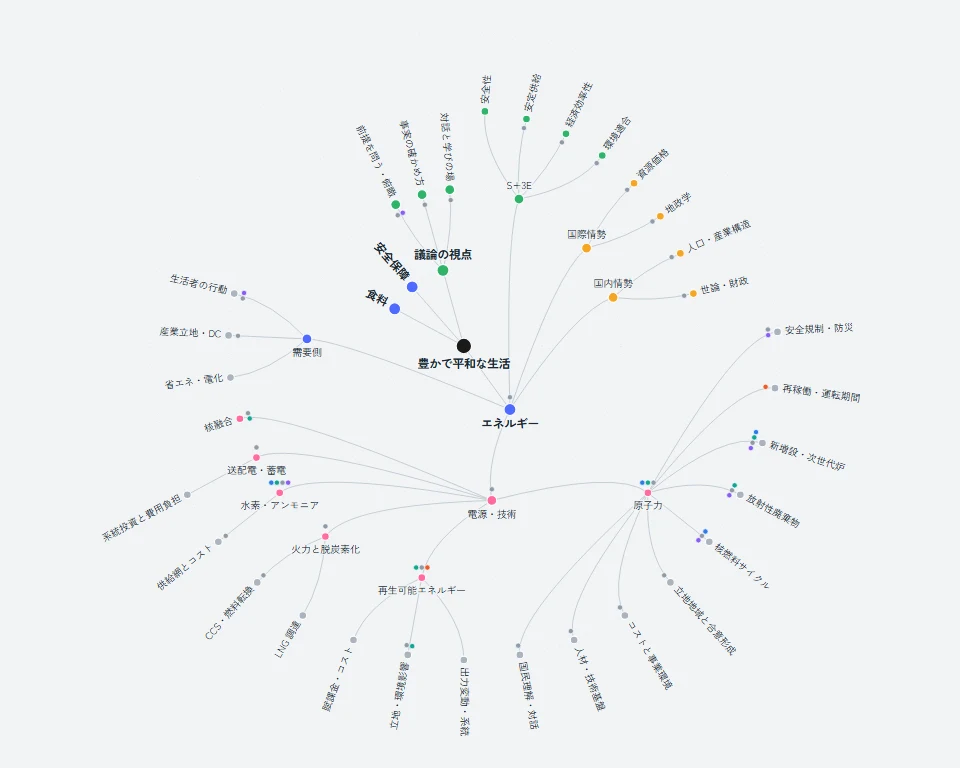 豊かで平和な生活
食料
安全保障
議論の視点
前提を問う・俯瞰
事実の確かめ方
対話と学びの場
エネルギー
S+3E
安全性
安定供給
経済効率性
環境適合
国際情勢
資源価格
地政学
国内情勢
人口・産業構造
世論・財政
需要側
生活者の行動
産業立地・DC
省エネ・電化
電源・技術
核融合
送配電・蓄電
系統投資と費用負担
水素・アンモニア
供給網とコスト
火力と脱炭素化
CCS・燃料転換
LNG 調達
再生可能エネルギー
賦課金・コスト
立地・環境影響
出力変動・系統
原子力
安全規制・防災
再稼働・運転期間
新増設・次世代炉
放射性廃棄物
核燃料サイクル
立地地域と合意形成
コストと事業環境
人材・技術基盤
国民理解・対話